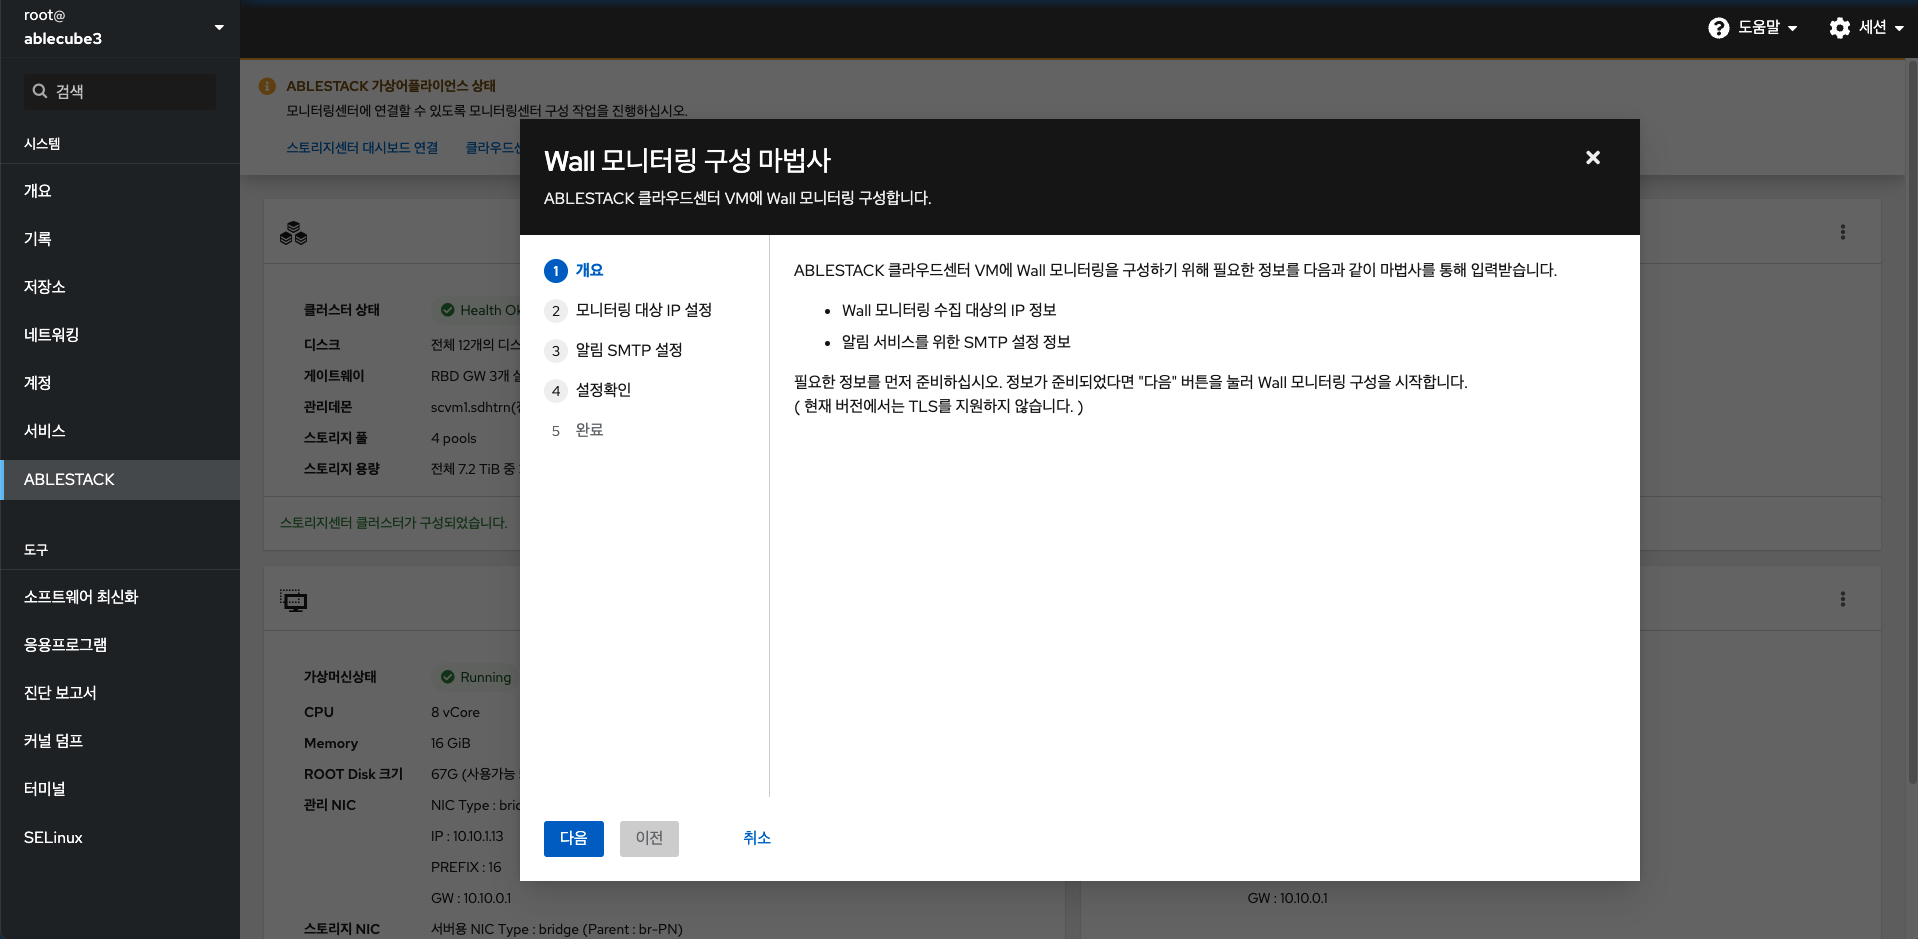 root@
ablecube3
검색
시스템
개요
기록
저장소
네트워킹
계정
서비스
ABLESTACK
도구
소프트웨어 최신화
응용프로그램
진단 보고서
커널 덤프
터미널
SELinux
도움말
세션
ABLESTACK 가상어플라이언스 상태
모니터링센터에 연결할 수 있도록 모니터링센터 구성 작업을 진행하십시오.
스토리지센터 대시보드 연결 클라우드센
클러스터 상태 Health Ok
디스크 전체 12개의 디스
게이트웨이 RBD GW 3개 실
관리데몬 scvm1.sdhtrn(전
스토리지 풀 4 pools
스토리지 용량 전체 7.2 TiB 중
스토리지센터 클러스터가 구성되었습니다.
가상머신상태 Running
CPU 8 vCore
Memory 16 GiB
ROOT Disk 크기 67G (사용가능
관리 NIC NIC Type : brid
IP : 10.10.1.13
PREFIX : 16
GW : 10.10.0.1
GW : 10.10.0.1
스토리지 NIC 서버용 NIC Type : bridge (Parent : br-PN)
Wall 모니터링 구성 마법사
ABLESTACK 클라우드센터 VM에 Wall 모니터링 구성합니다.
1 개요
2 모니터링 대상 IP 설정
3 알림 SMTP 설정
4 설정확인
5 완료
ABLESTACK 클라우드센터 VM에 Wall 모니터링을 구성하기 위해 필요한 정보를 다음과 같이 마법사를 통해 입력받습니다.
• Wall 모니터링 수집 대상의 IP 정보
• 알림 서비스를 위한 SMTP 설정 정보
필요한 정보를 먼저 준비하십시오. 정보가 준비되었다면 "다음" 버튼을 눌러 Wall 모니터링 구성을 시작합니다.
( 현재 버전에서는 TLS를 지원하지 않습니다. )
다음 이전 취소